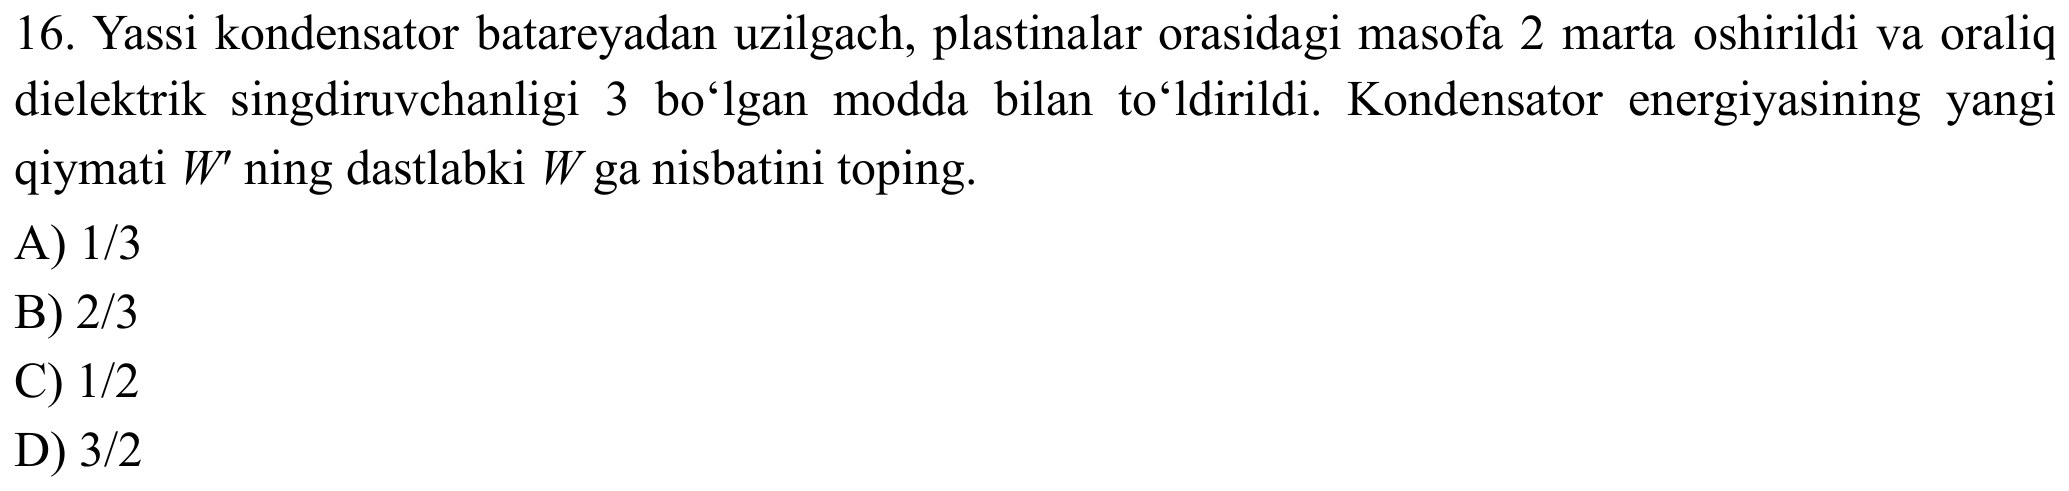 16. Yassi kondensator batareyadan uzilgach, plastinalar orasidagi masofa 2 marta oshirildi va oraliq
dielektrik singdiruvchanligi 3 bo‘lgan modda bilan to‘ldirildi. Kondensator energiyasining yangi
qiymati W′ ning dastlabki W ga nisbatini toping.
A) 1/3
B) 2/3
C) 1/2
D) 3/2